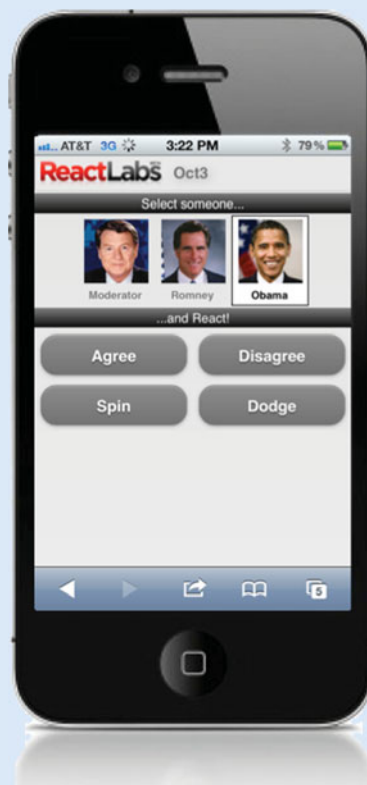 AT&T 3G 3:22 PM 79%
ReactLabs Oct3
Select someone...
Moderator Romney Obama
...and React!
Agree Disagree
Spin Dodge
5